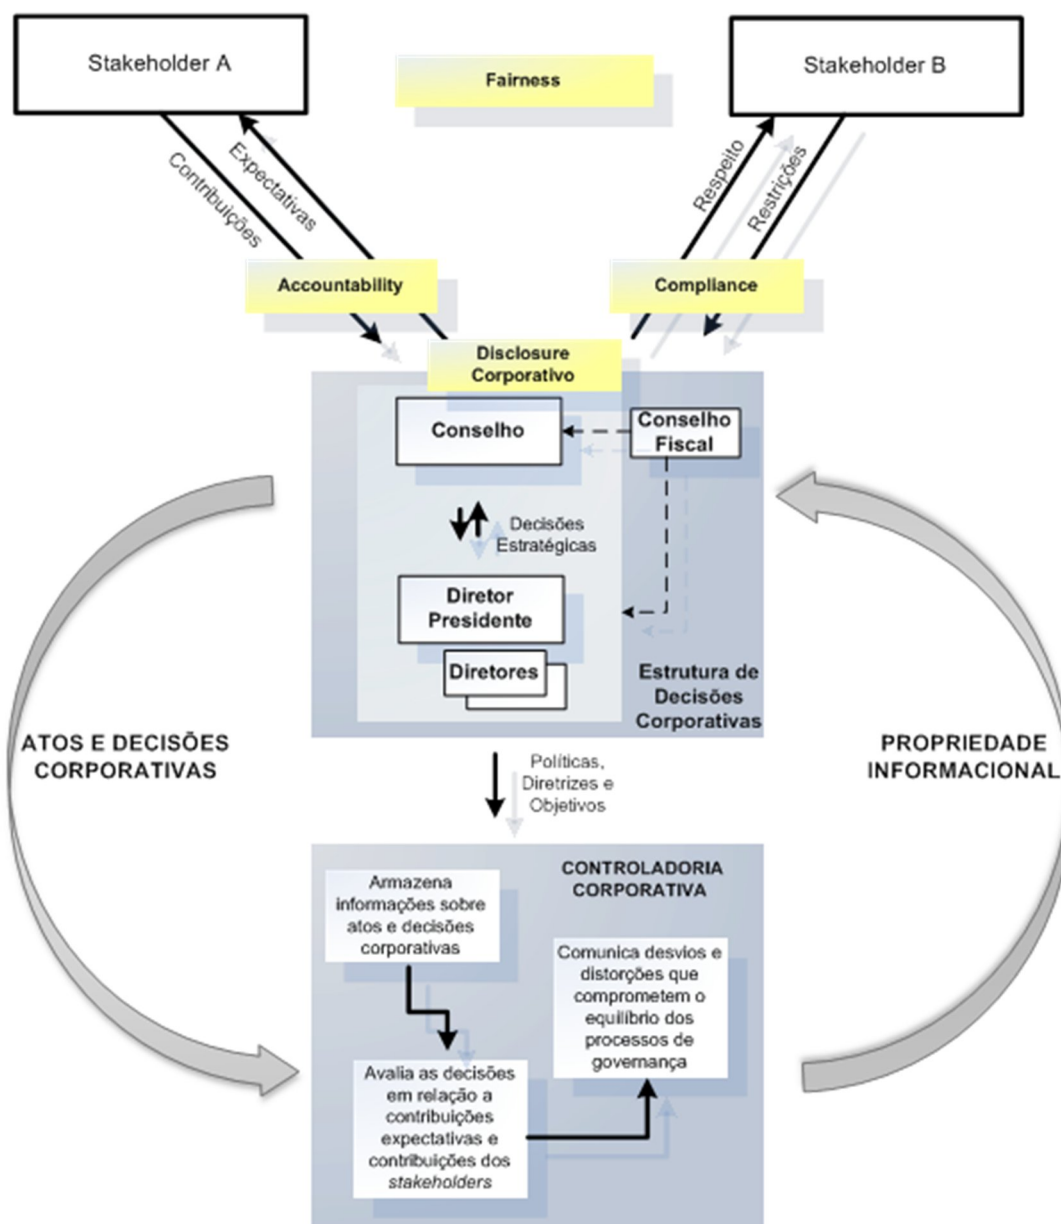 Stakeholder A
Fairness
Stakeholder B
Contribuições
Expectativas
Respeito
Restrições
Accountability
Compliance
Disclosure
Corporativo
Conselho
Conselho
Fiscal
Decisões
Estratégicas
Diretor
Presidente
Diretores
Estrutura de
Decisões
Corporativas
ATOS E DECISÕES
CORPORATIVAS
PROPRIEDADE
INFORMACIONAL
Políticas,
Diretrizes e
Objetivos
CONTROLADORIA
CORPORATIVA
Armazena
informações sobre
atos e decisões
corporativas
Comunica desvios e
distorções que
comprometem o
equilíbrio dos
processos de
governança
Avalia as decisões
em relação a
contribuições
expectativas e
contribuições dos
stakeholders